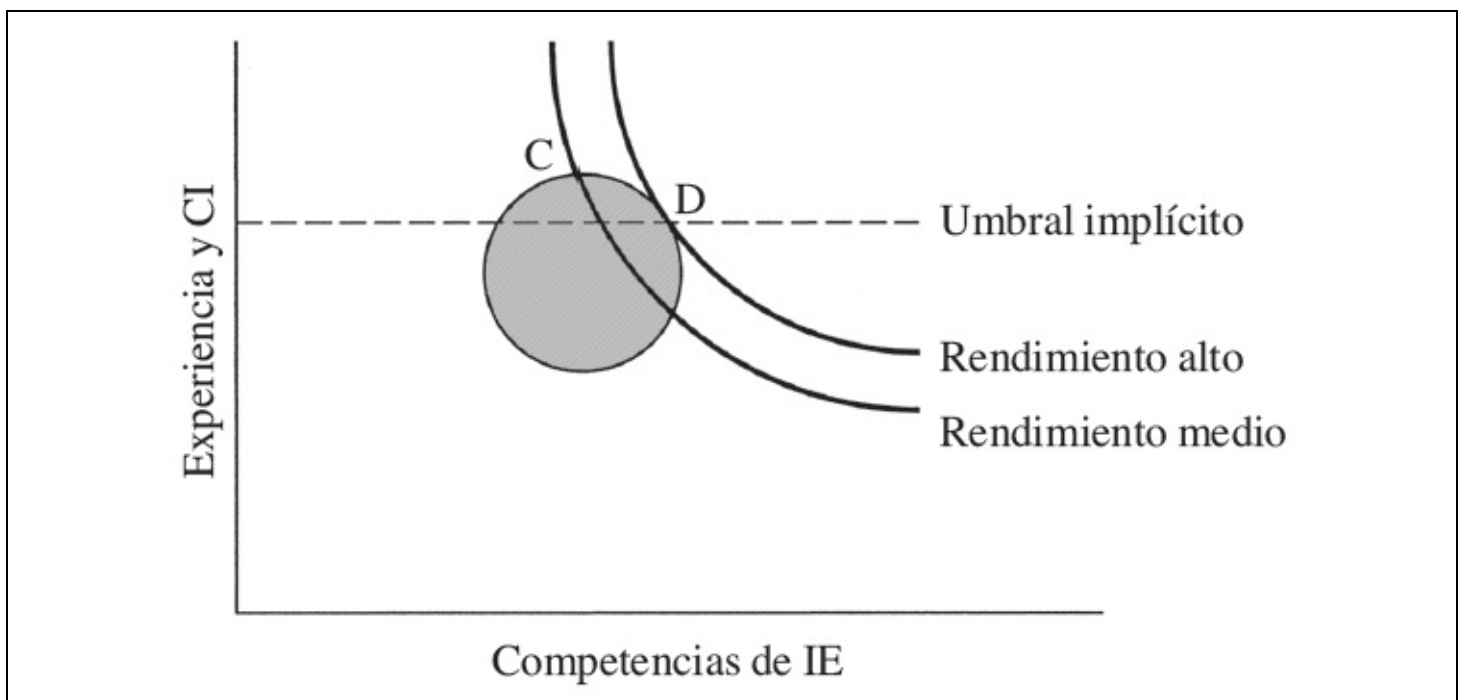 C
D
Umbral implícito
Rendimiento alto
Rendimiento medio
Experiencia y CI
Competencias de IE